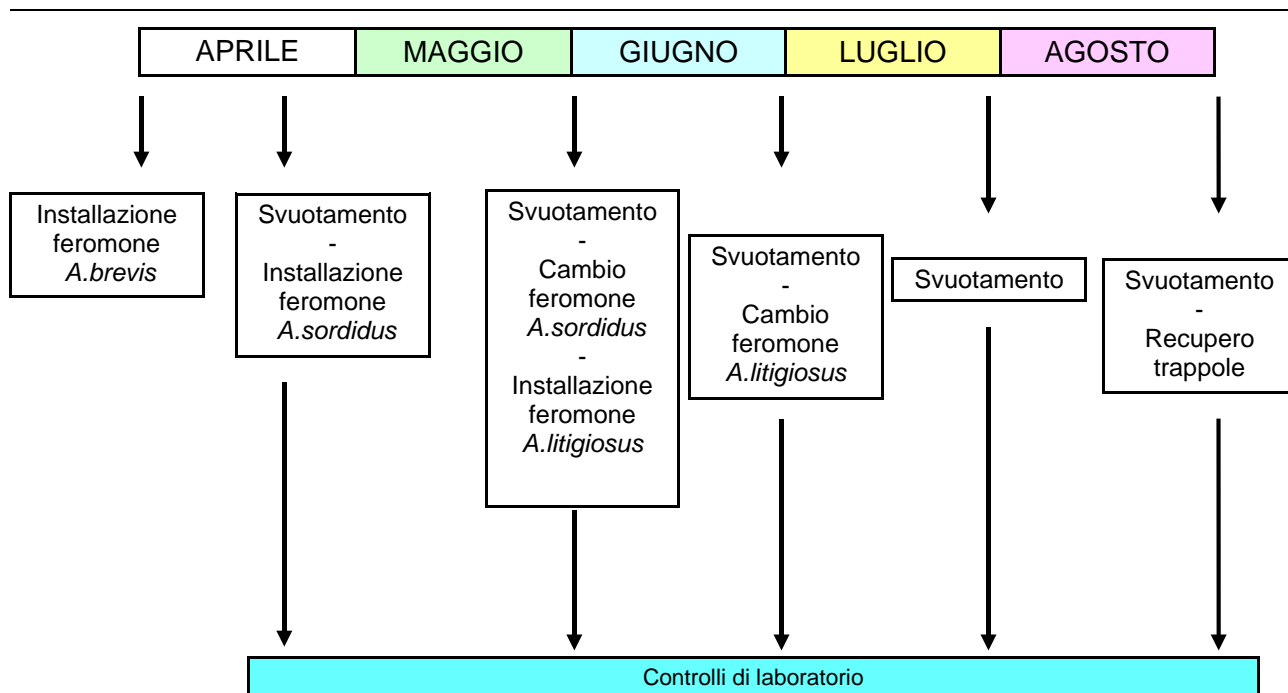 APRILE MAGGIO GIUGNO LUGLIO AGOSTO
Installazione
feromone
A.brevis
Svuotamento
-
Installazione
feromone
A.sordidus
Svuotamento
-
Cambio
feromone
A.sordidus
-
Installazione
feromone
A.litigiosus
Svuotamento
-
Cambio
feromone
A.litigiosus
Svuotamento
Svuotamento
-
Recupero
trappole
Controlli di laboratorio